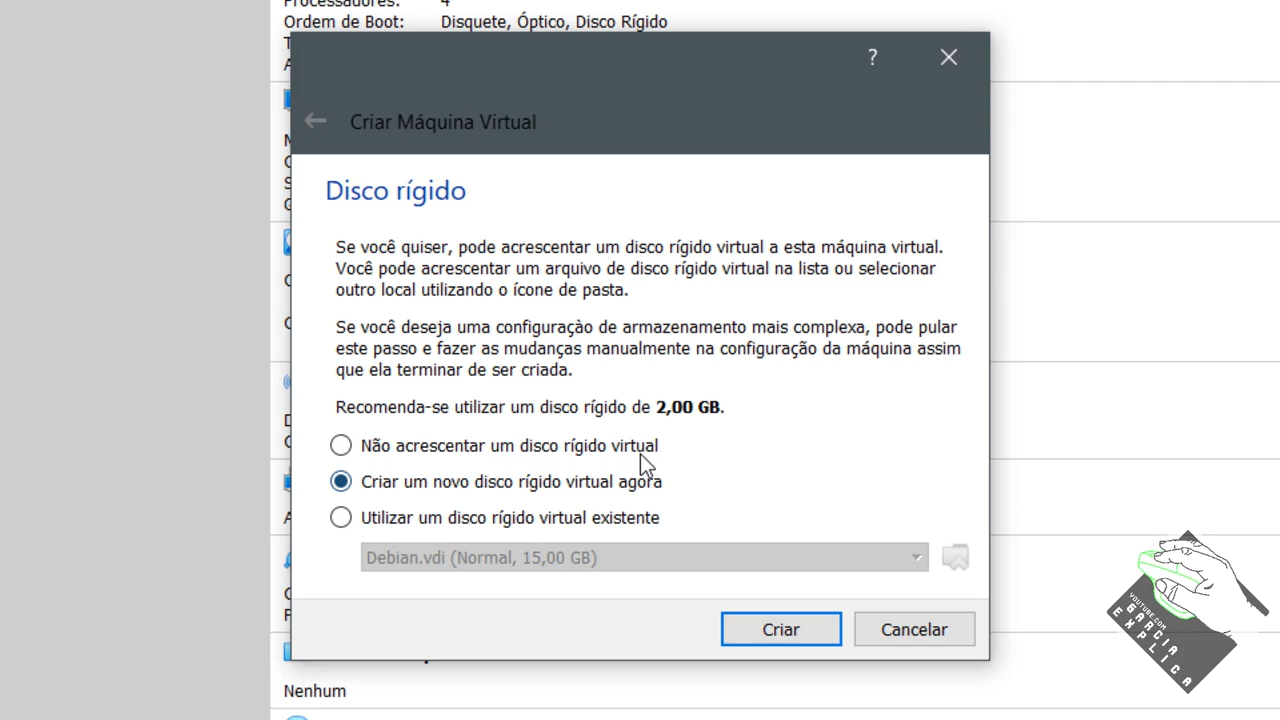 Processadores: 4
Ordem de Boot: Disquete, Óptico, Disco Rígido
?
Criar Máquina Virtual
Disco rígido
Se você quiser, pode acrescentar um disco rígido virtual a esta máquina virtual.
Você pode acrescentar um arquivo de disco rígido virtual na lista ou selecionar
outro local utilizando o ícone de pasta.
Se você deseja uma configuraçào de armazenamento mais complexa, pode pular
este passo e fazer as mudanças manualmente na configuração da máquina assim
que ela terminar de ser criada.
Recomenda-se utilizar um disco rígido de 2,00 GB.
Não acrescentar um disco rígido virtual
Criar um novo disco rígido virtual agora
Utilizar um disco rígido virtual existente
Debian.vdi (Normal, 15,00 GB)
Criar
Cancelar
YOUTUBE.COM
GARCIA
EXPLICA
Nenhum